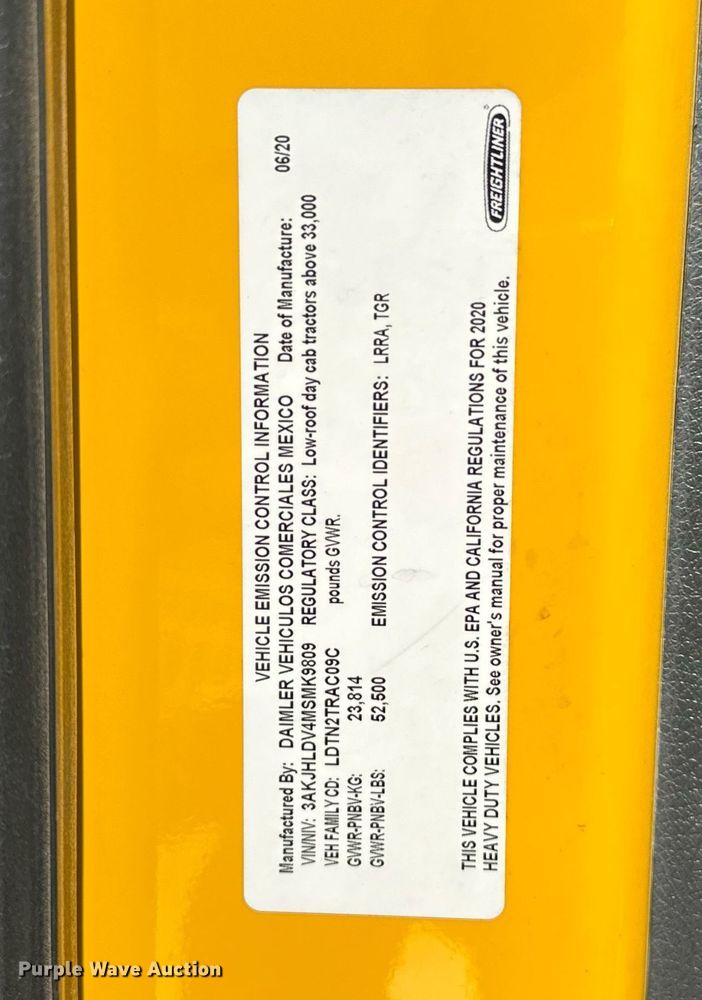 VEHICLE EMISSION CONTROL INFORMATION
Manufactured By: DAIMLER VEHICULOS COMERCIALES MEXICO Date of Manufacture: 06/20
VIN/NIV: 3AKJHLDV4MSMK9809 REGULATORY CLASS: Low-roof day cab tractors above 33,000
VEH FAMILY CD: LDTN2TRAC09C pounds GVWR.
GVWR-PNBV-KG: 23,814
GVWR-PNBV-LBS: 52,500 EMISSION CONTROL IDENTIFIERS: LRRA, TGR
THIS VEHICLE COMPLIES WITH U.S. EPA AND CALIFORNIA REGULATIONS FOR 2020
HEAVY DUTY VEHICLES. See owner's manual for proper maintenance of this vehicle.
FREIGHTLINER
Purple Wave Auction